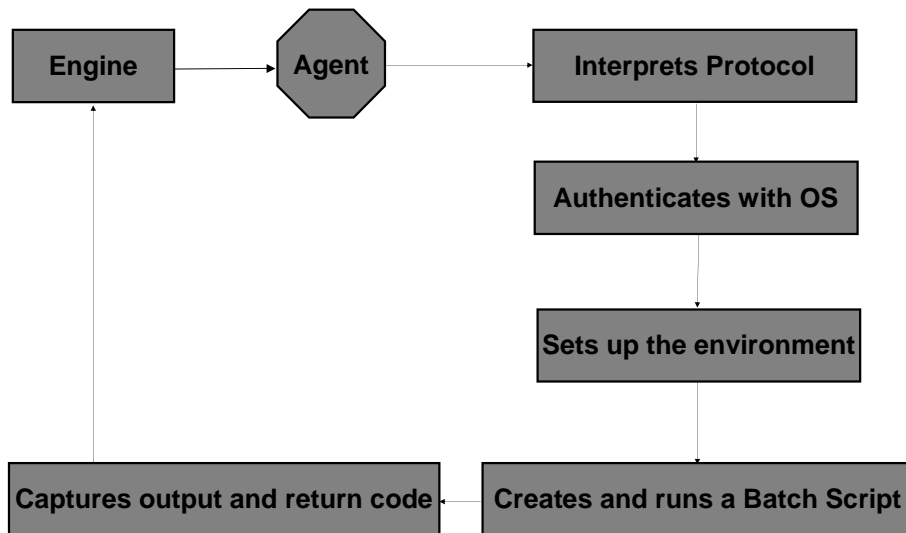 Engine
Agent
Interprets Protocol
Authenticates with OS
Sets up the environment
Creates and runs a Batch Script
Captures output and return code